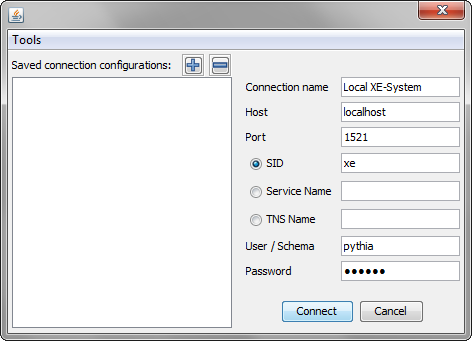 Tools
Saved connection configurations:
Connection name Local XE-System
Host localhost
Port 1521
SID xe
Service Name
TNS Name
User / Schema pythia
Password ●●●●●●
Connect Cancel